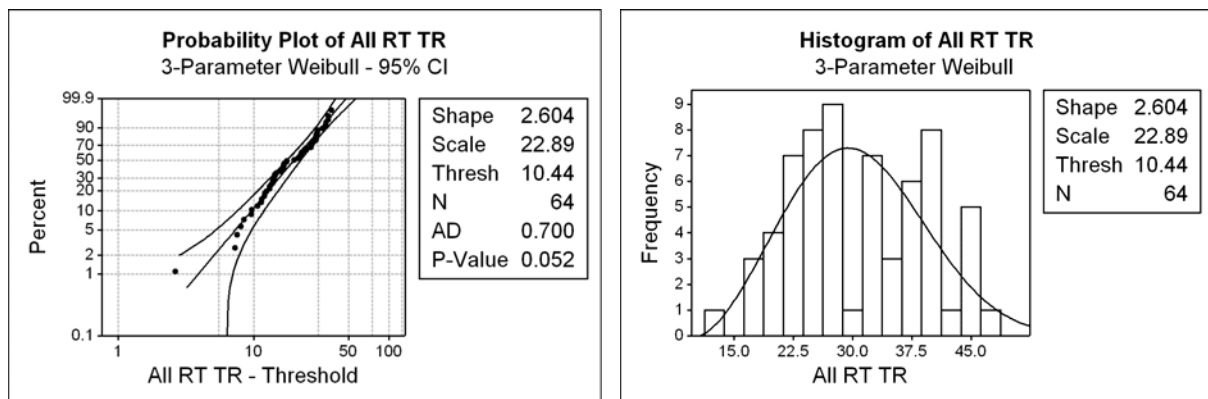 Probability Plot of All RT TR
3-Parameter Weibull - 95% CI
99.9
90
70
50
30
20
10
5
2
1
0.1
Percent
1 10 50 100
All RT TR - Threshold
Shape 2.604
Scale 22.89
Thresh 10.44
N 64
AD 0.700
P-Value 0.052
Histogram of All RT TR
3-Parameter Weibull
9
8
7
6
5
4
3
2
1
0
Frequency
15.0 22.5 30.0 37.5 45.0
All RT TR
Shape 2.604
Scale 22.89
Thresh 10.44
N 64